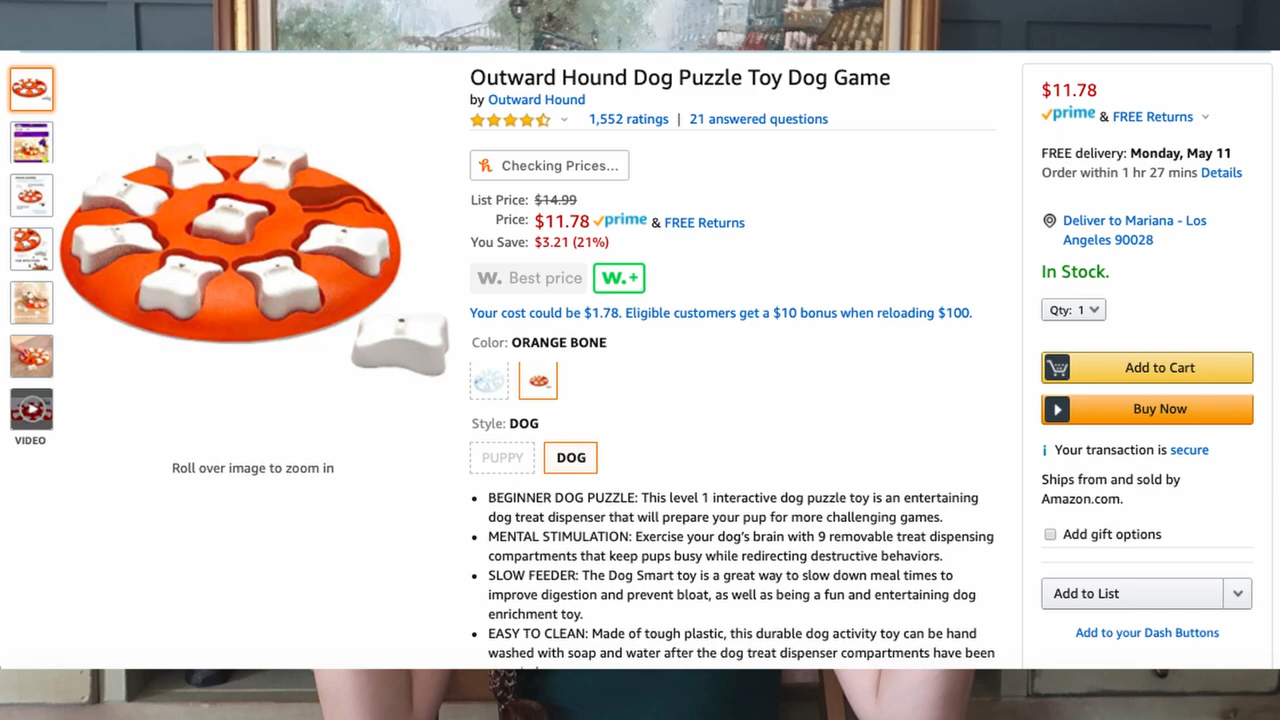 Outward Hound Dog Puzzle Toy Dog Game
by Outward Hound
1,552 ratings | 21 answered questions
Checking Prices...
List Price: $14.99
Price: $11.78 prime & FREE Returns
You Save: $3.21 (21%)
W. Best price W.+
Your cost could be $1.78. Eligible customers get a $10 bonus when reloading $100.
Color: ORANGE BONE
Style: DOG
PUPPY DOG
BEGINNER DOG PUZZLE: This level 1 interactive dog puzzle toy is an entertaining
dog treat dispenser that will prepare your pup for more challenging games.
MENTAL STIMULATION: Exercise your dog's brain with 9 removable treat dispensing
compartments that keep pups busy while redirecting destructive behaviors.
SLOW FEEDER: The Dog Smart toy is a great way to slow down meal times to
improve digestion and prevent bloat, as well as being a fun and entertaining dog
enrichment toy.
EASY TO CLEAN: Made of tough plastic, this durable dog activity toy can be hand
washed with soap and water after the dog treat dispenser compartments have been
VIDEO
Roll over image to zoom in
$11.78
prime & FREE Returns
FREE delivery: Monday, May 11
Order within 1 hr 27 mins Details
Deliver to Mariana - Los
Angeles 90028
In Stock.
Qty: 1
Add to Cart
Buy Now
Your transaction is secure
Ships from and sold by
Amazon.com.
Add gift options
Add to List
Add to your Dash Buttons